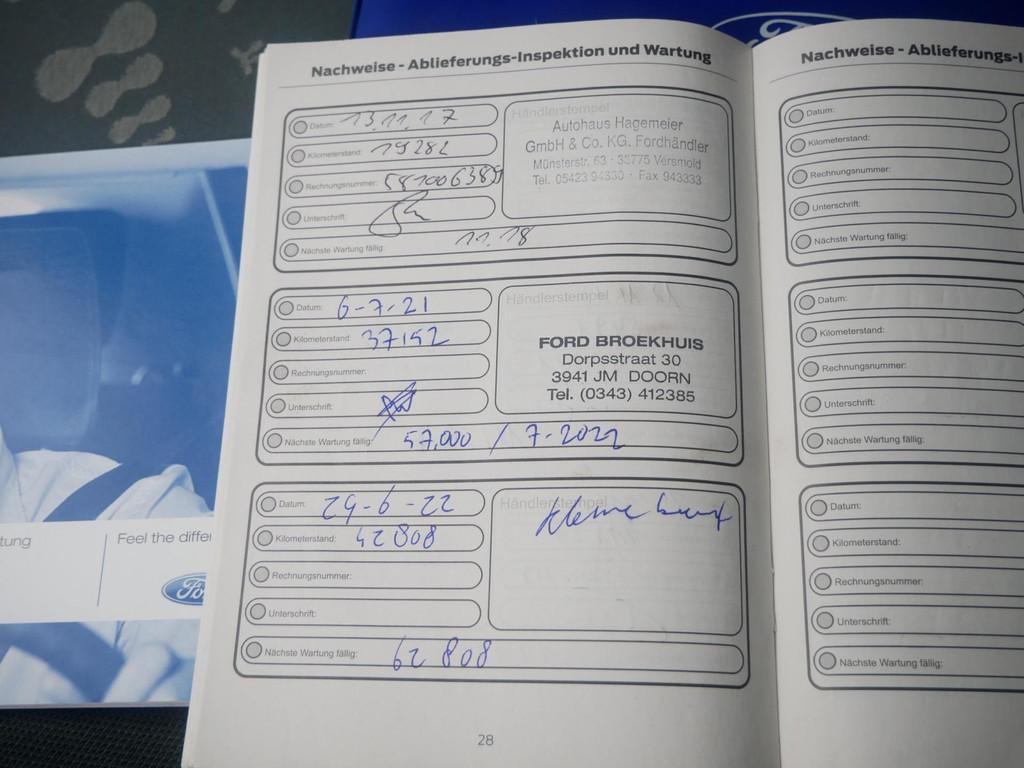 Nachweise - Ablieferungs-Inspektion und Wartung
Datum: 13.11.17
Kilometerstand: 19282
Rechnungsnummer:
Unterschrift:
Nächste Wartung fällig: 11.18
Händlerstempel
Autohaus Hagemeier
GmbH & Co. KG. Fordhändler
Münsterstr. 63 · 33775 Versmold
Tel. 05423 94330 · Fax 943333
Datum: 6-7-21
Kilometerstand: 37152
Rechnungsnummer:
Unterschrift:
Nächste Wartung fällig: 57.000 / 7-2022
Händlerstempel
FORD BROEKHUIS
Dorpsstraat 30
3941 JM DOORN
Tel. (0343) 412385
Datum: 24-6-22
Kilometerstand: 42808
Rechnungsnummer:
Unterschrift:
Nächste Wartung fällig: 62808
Händlerstempel
kleine beurt
28
Nachweise - Ablieferungs-I
Datum:
Kilometerstand:
Rechnungsnummer:
Unterschrift:
Nächste Wartung fällig:
Datum:
Kilometerstand:
Rechnungsnummer:
Unterschrift:
Nächste Wartung fällig:
Datum:
Kilometerstand:
Rechnungsnummer:
Unterschrift:
Nächste Wartung fällig:
tung
Feel the differ
Ford